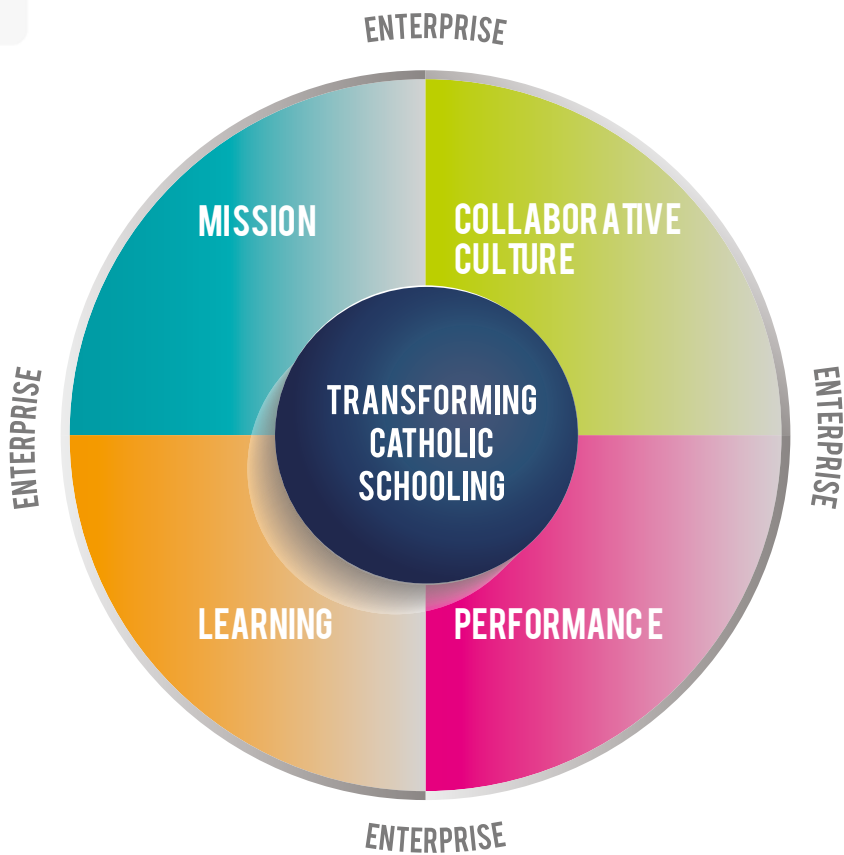 ENTERPRISE
MISSION
COLLABORATIVE
CULTURE
ENTERPRISE
TRANSFORMING
CATHOLIC
SCHOOLING
ENTERPRISE
LEARNING
PERFORMANCE
ENTERPRISE